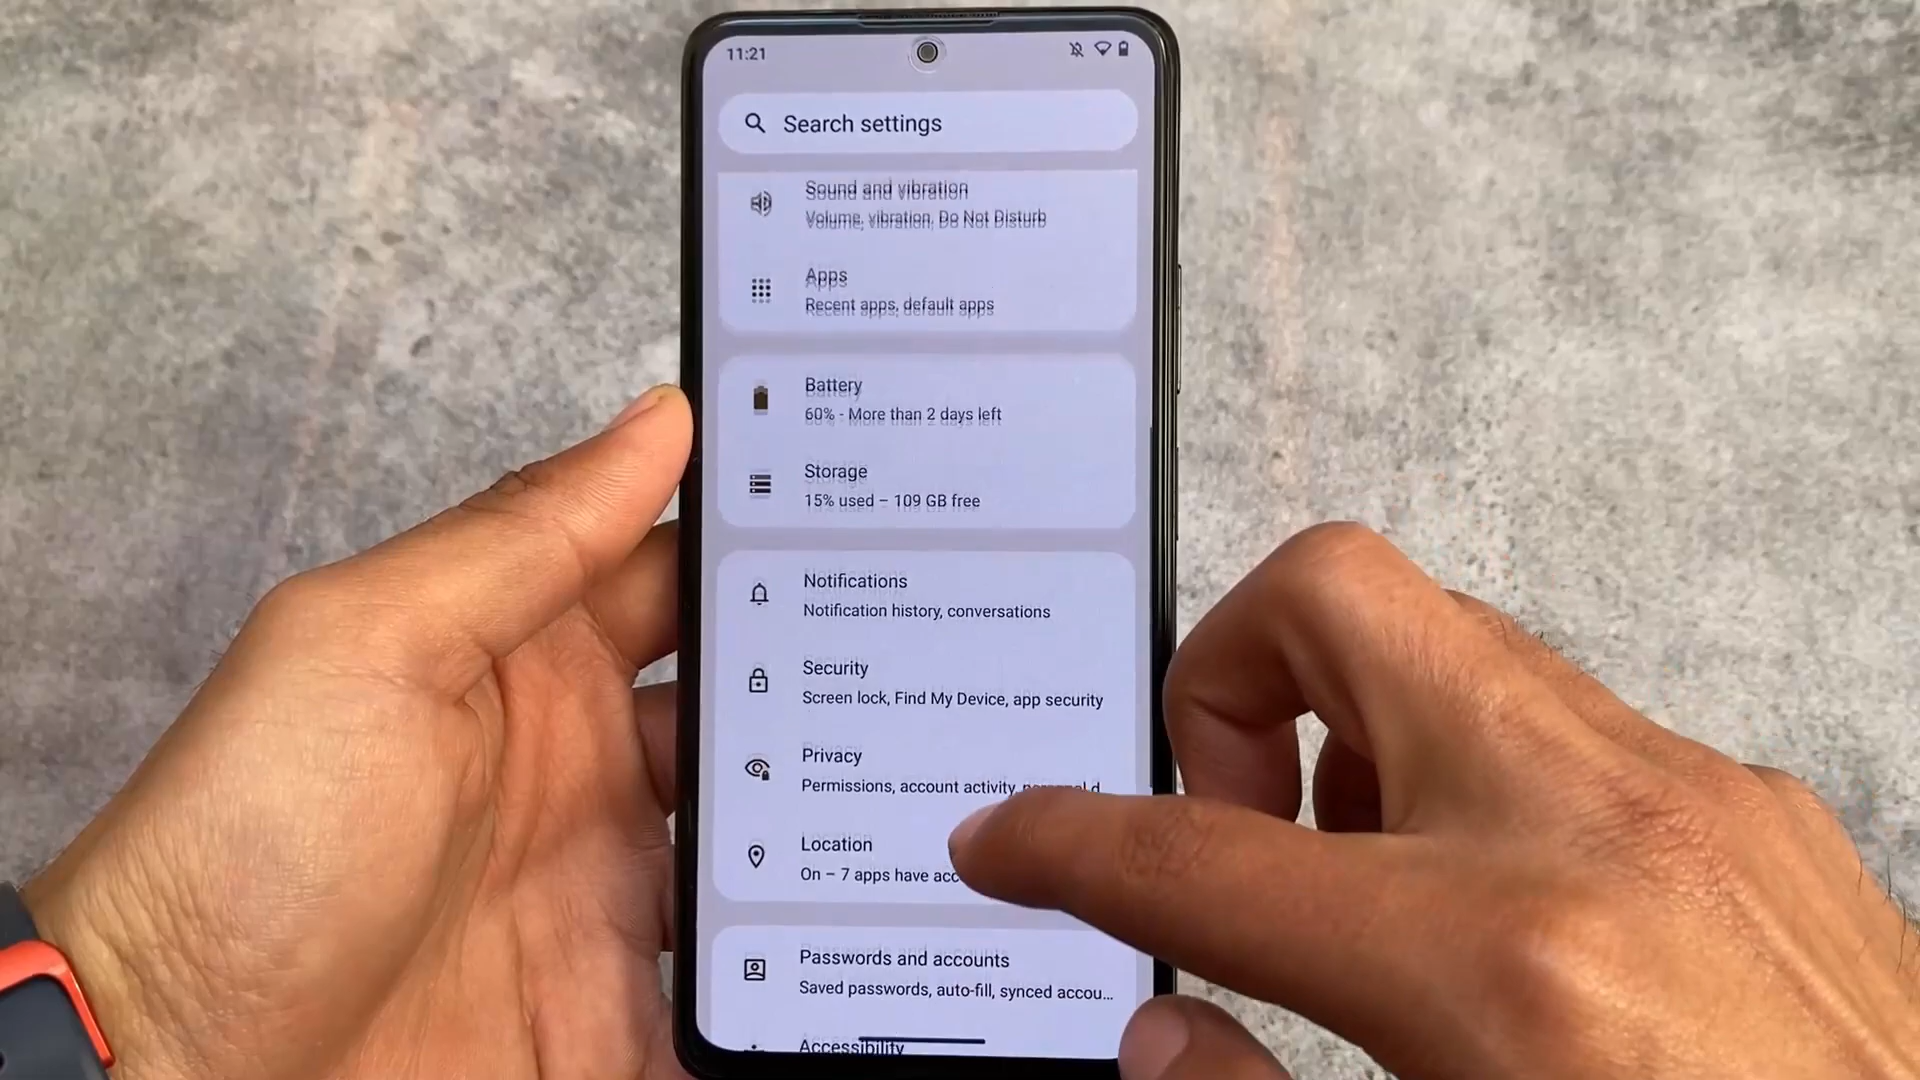 11:21
Search settings
Sound and vibration
Volume, vibration, Do Not Disturb
Apps
Recent apps, default apps
Battery
60% - More than 2 days left
Storage
15% used – 109 GB free
Notifications
Notification history, conversations
Security
Screen lock, Find My Device, app security
Privacy
Permissions, account activity, personal d
Location
On – 7 apps have acc
Passwords and accounts
Saved passwords, auto-fill, synced accou...
Accessibility